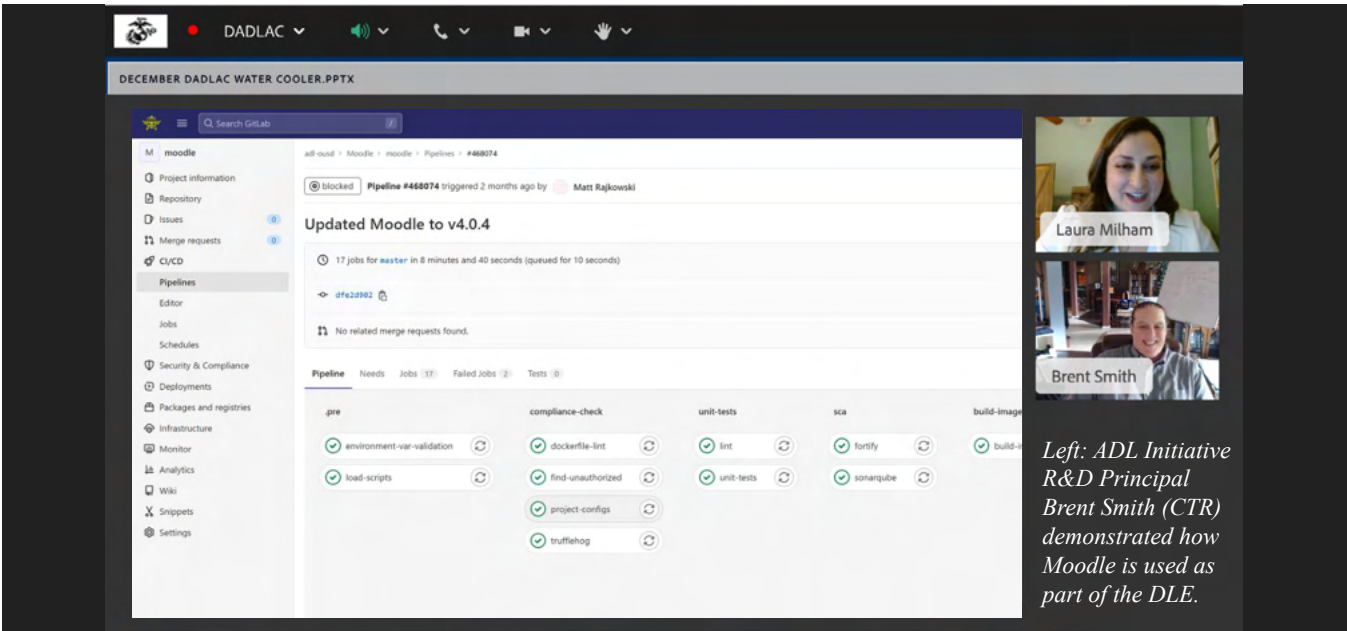 DADLAC
DECEMBER DADLAC WATER COOLER.PPTX
Search GitLab
/
M moodle
Project information
Repository
Issues 0
Merge requests 0
CI/CD
Pipelines
Editor
Jobs
Schedules
Security & Compliance
Deployments
Packages and registries
Infrastructure
Monitor
Analytics
Wiki
Snippets
Settings
adl-ousd > Moodle > moodle > Pipelines > #468074
blocked Pipeline #468074 triggered 2 months ago by Matt Rajkowski
Updated Moodle to v4.0.4
17 jobs for master in 8 minutes and 40 seconds (queued for 10 seconds)
dfe2d902
No related merge requests found.
Pipeline Needs Jobs 17 Failed Jobs 2 Tests 0
.pre compliance-check unit-tests sca build-image
environment-var-validation dockerfile-lint lint fortify build-i
load-scripts find-unauthorized unit-tests sonarqube
project-configs
trufflehog
Laura Milham
Brent Smith
Left: ADL Initiative
R&D Principal
Brent Smith (CTR)
demonstrated how
Moodle is used as
part of the DLE.